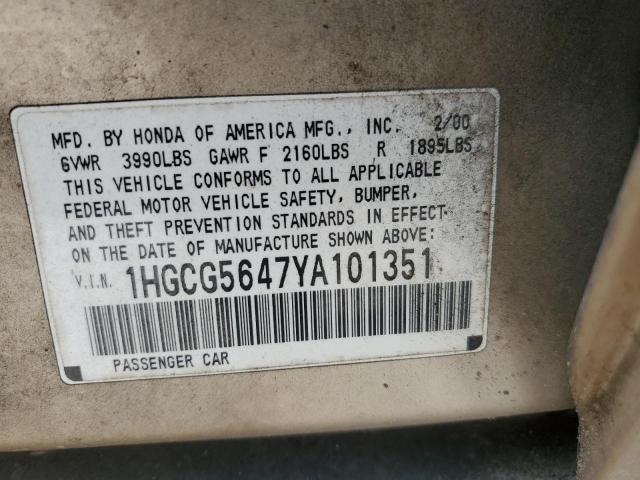 MFD. BY HONDA OF AMERICA MFG., INC. 2/00
GVWR 3990LBS GAWR F 2160LBS R 1895LBS
THIS VEHICLE CONFORMS TO ALL APPLICABLE
FEDERAL MOTOR VEHICLE SAFETY, BUMPER,
AND THEFT PREVENTION STANDARDS IN EFFECT
ON THE DATE OF MANUFACTURE SHOWN ABOVE:
V.I.N. 1HGCG5647YA101351
PASSENGER CAR